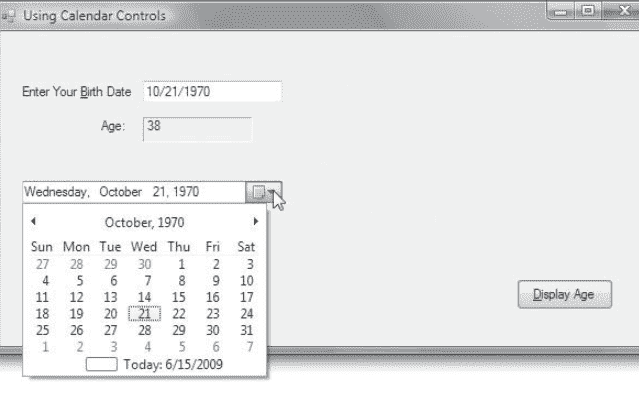 Using Calendar Controls
Enter Your Birth Date 10/21/1970
Age: 38
Wednesday, October 21, 1970
October, 1970
Sun Mon Tue Wed Thu Fri Sat
27 28 29 30 1 2 3
4 5 6 7 8 9 10
11 12 13 14 15 16 17
18 19 20 21 22 23 24
25 26 27 28 29 30 31
1 2 3 4 5 6 7
Today: 6/15/2009
Display Age